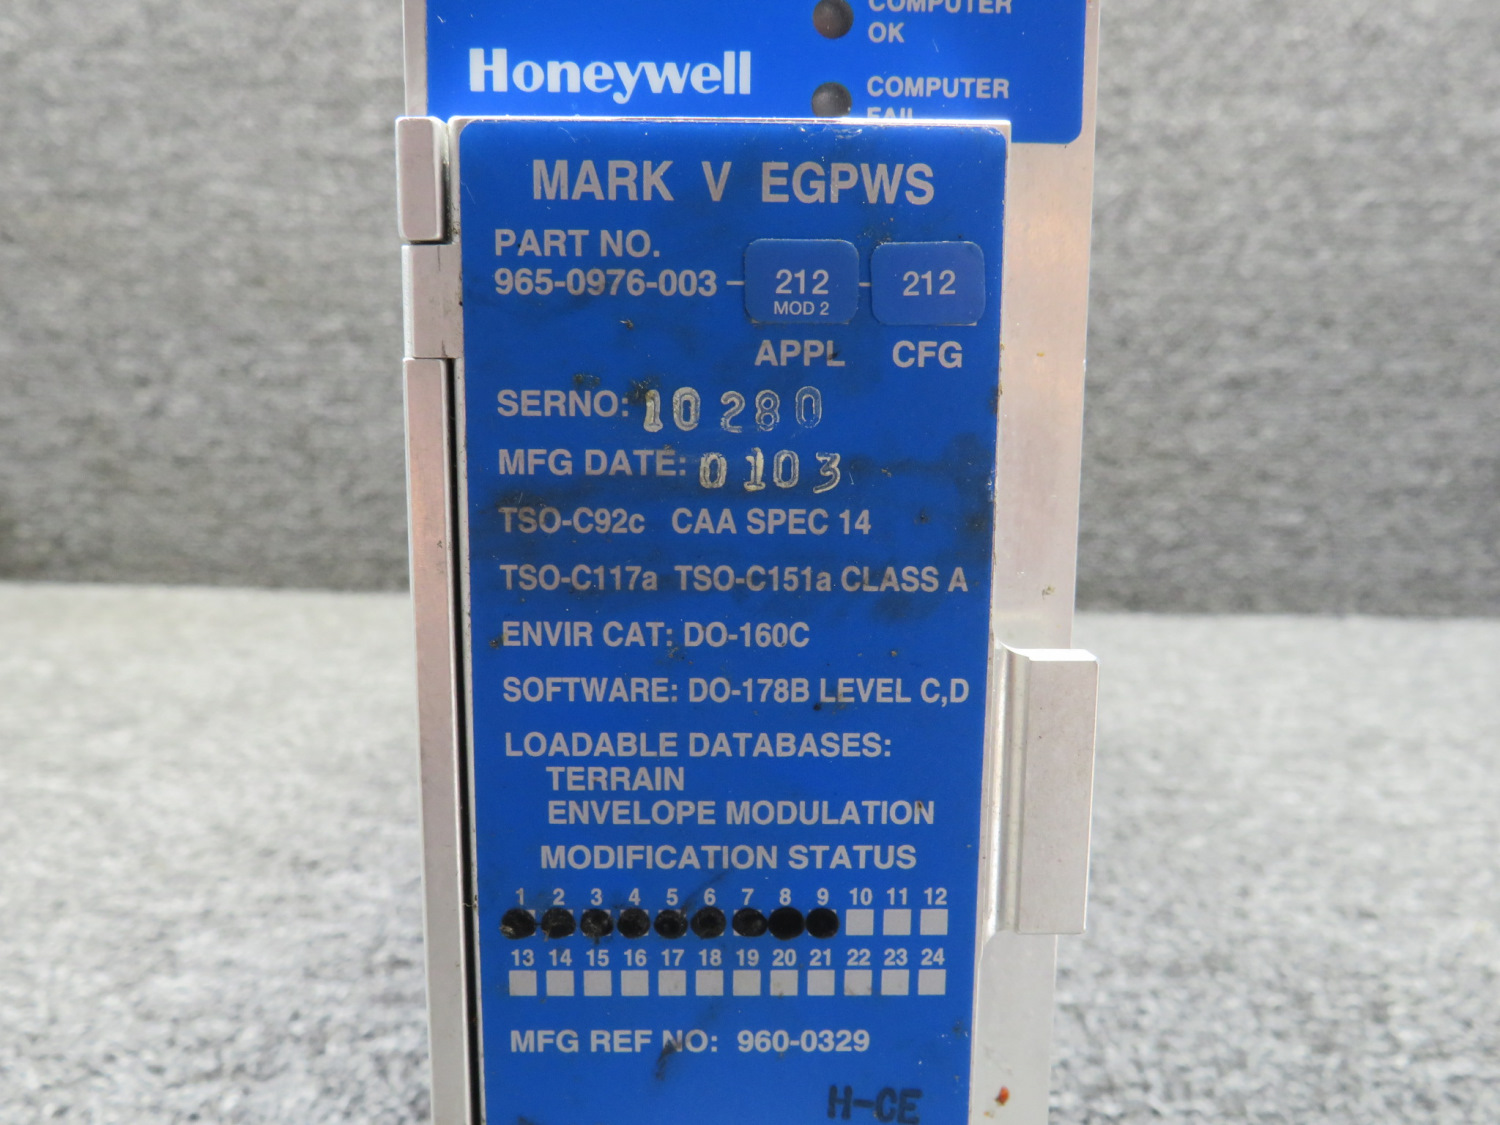 COMPUTER
OK
Honeywell
COMPUTER
FAIL
MARK V EGPWS
PART NO.
965-0976-003 - 212 - 212
MOD 2
APPL CFG
SERNO: 10280
MFG DATE: 0103
TSO-C92c CAA SPEC 14
TSO-C117a TSO-C151a CLASS A
ENVIR CAT: DO-160C
SOFTWARE: DO-178B LEVEL C,D
LOADABLE DATABASES:
TERRAIN
ENVELOPE MODULATION
MODIFICATION STATUS
1 2 3 4 5 6 7 8 9 10 11 12
13 14 15 16 17 18 19 20 21 22 23 24
MFG REF NO: 960-0329
H-CE